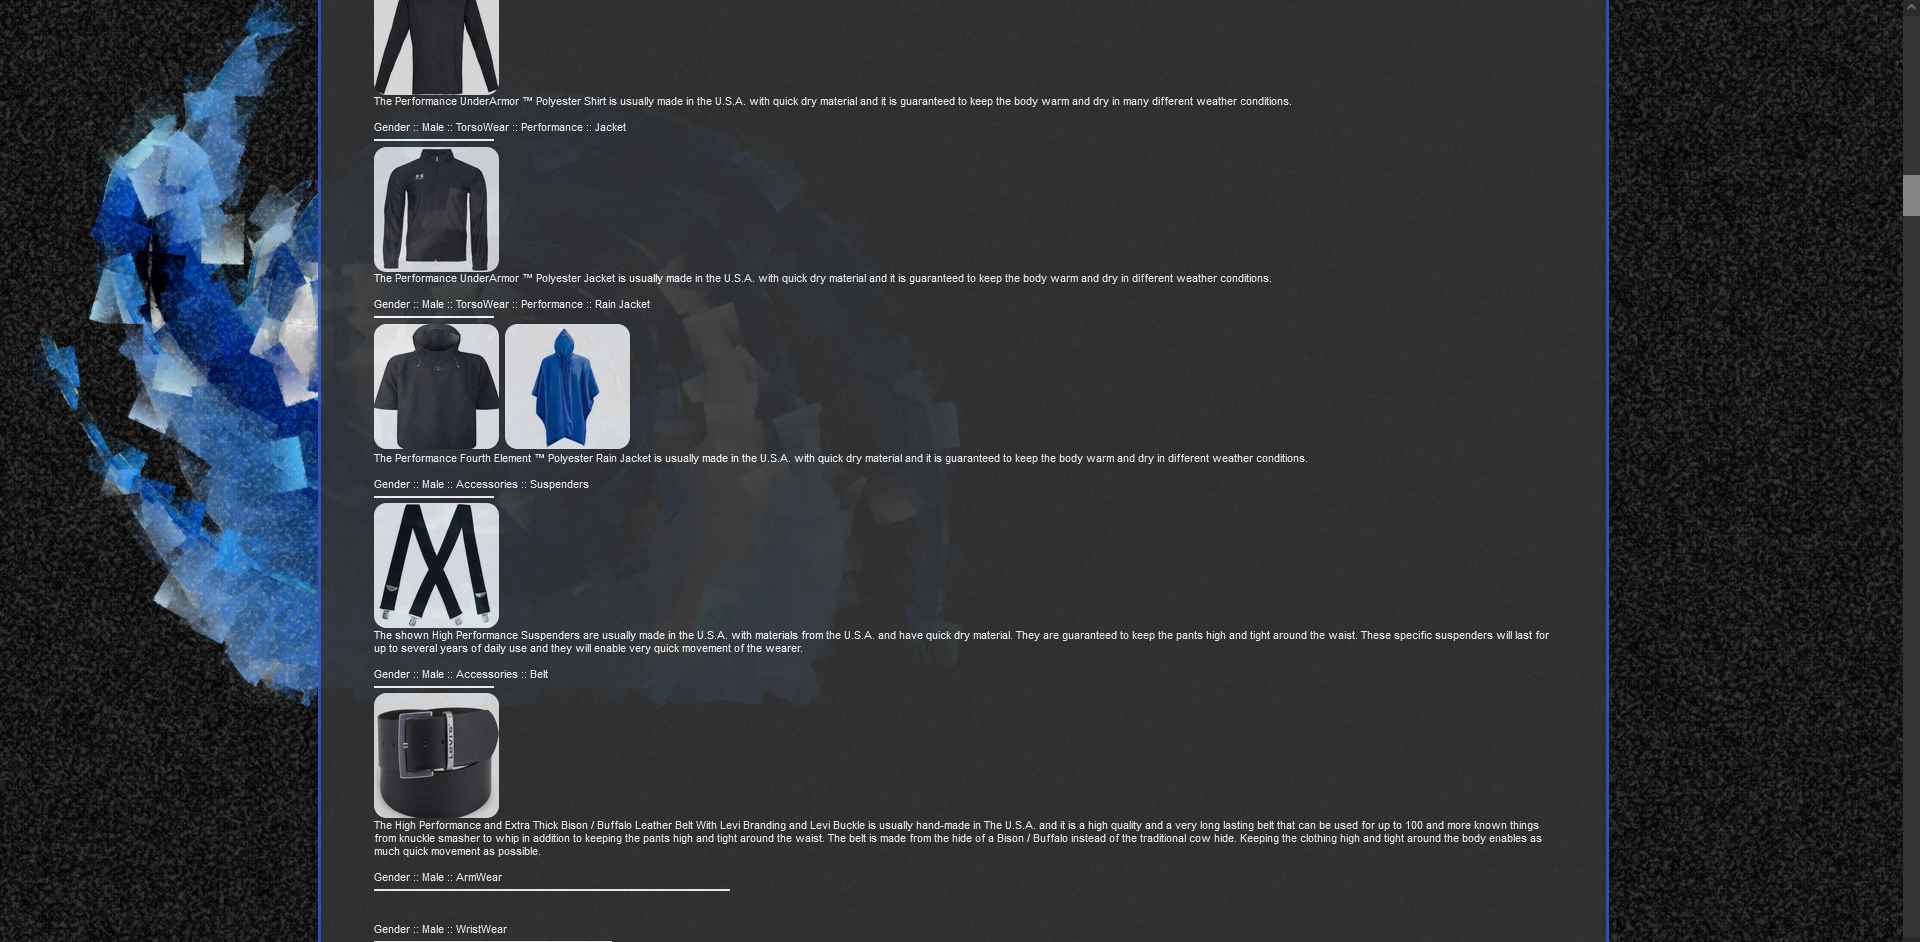 The Performance UnderArmor ™ Polyester Shirt is usually made in the U.S.A. with quick dry material and it is guaranteed to keep the body warm and dry in many different weather conditions.
Gender :: Male :: TorsoWear :: Performance :: Jacket
The Performance UnderArmor ™ Polyester Jacket is usually made in the U.S.A. with quick dry material and it is guaranteed to keep the body warm and dry in different weather conditions.
Gender :: Male :: TorsoWear :: Performance :: Rain Jacket
The Performance Fourth Element ™ Polyester Rain Jacket is usually made in the U.S.A. with quick dry material and it is guaranteed to keep the body warm and dry in different weather conditions.
Gender :: Male :: Accessories :: Suspenders
The shown High Performance Suspenders are usually made in the U.S.A. with materials from the U.S.A. and have quick dry material. They are guaranteed to keep the pants high and tight around the waist. These specific suspenders will last for
up to several years of daily use and they will enable very quick movement of the wearer.
Gender :: Male :: Accessories :: Belt
LEVI'S
The High Performance and Extra Thick Bison / Buffalo Leather Belt With Levi Branding and Levi Buckle is usually hand-made in The U.S.A. and it is a high quality and a very long lasting belt that can be used for up to 100 and more known things
from knuckle smasher to whip in addition to keeping the pants high and tight around the waist. The belt is made from the hide of a Bison / Buffalo instead of the traditional cow hide. Keeping the clothing high and tight around the body enables as
much quick movement as possible.
Gender :: Male :: ArmWear
Gender :: Male :: WristWear